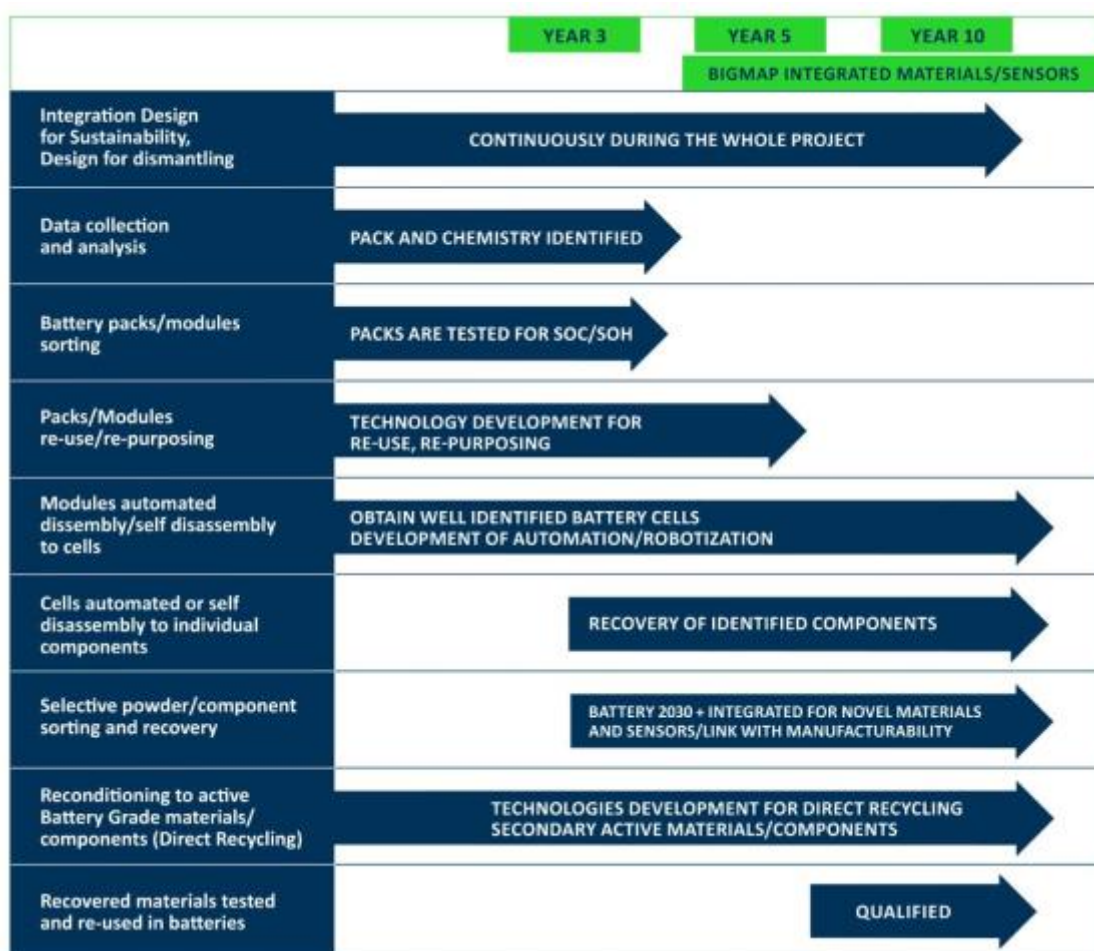 YEAR 3 YEAR 5 YEAR 10
BIGMAP INTEGRATED MATERIALS/SENSORS
Integration Design
for Sustainability,
Design for dismantling
CONTINUOUSLY DURING THE WHOLE PROJECT
Data collection
and analysis
PACK AND CHEMISTRY IDENTIFIED
Battery packs/modules
sorting
PACKS ARE TESTED FOR SOC/SOH
Packs/Modules
re-use/re-purposing
TECHNOLOGY DEVELOPMENT FOR
RE-USE, RE-PURPOSING
Modules automated
dissembly/self disassembly
to cells
OBTAIN WELL IDENTIFIED BATTERY CELLS
DEVELOPMENT OF AUTOMATION/ROBOTIZATION
Cells automated or self
disassembly to individual
components
RECOVERY OF IDENTIFIED COMPONENTS
Selective powder/component
sorting and recovery
BATTERY 2030 + INTEGRATED FOR NOVEL MATERIALS
AND SENSORS/LINK WITH MANUFACTURABILITY
Reconditioning to active
Battery Grade materials/
components (Direct Recycling)
TECHNOLOGIES DEVELOPMENT FOR DIRECT RECYCLING
SECONDARY ACTIVE MATERIALS/COMPONENTS
Recovered materials tested
and re-used in batteries
QUALIFIED